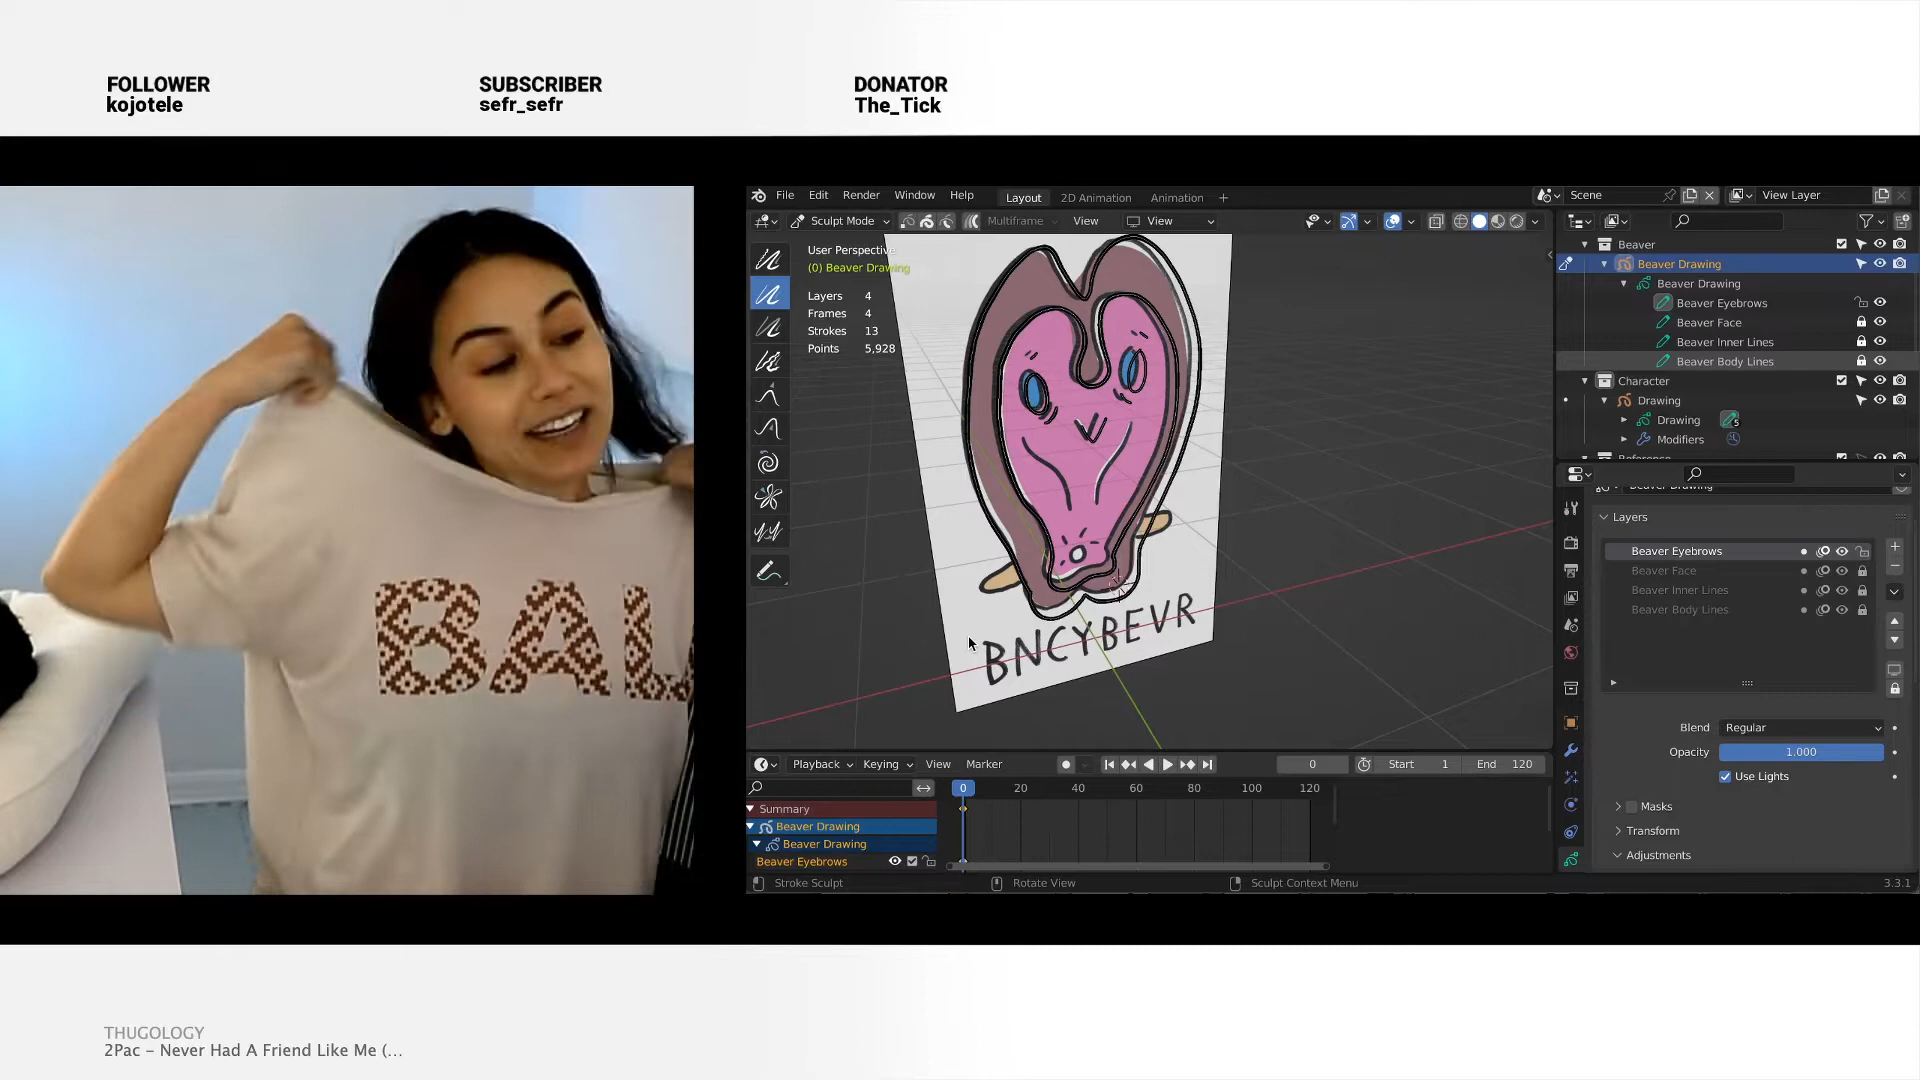 FOLLOWER
kojotele
SUBSCRIBER
sefr_sefr
DONATOR
The_Tick
BAL
File Edit Render Window Help Layout 2D Animation Animation + Scene View Layer
Sculpt Mode Multiframe View View
User Perspective
(0) Beaver Drawing
Layers 4
Frames 4
Strokes 13
Points 5,928
BNCYBEVR
Beaver
Beaver Drawing
Beaver Drawing
Beaver Eyebrows
Beaver Face
Beaver Inner Lines
Beaver Body Lines
Character
Drawing
Drawing 5
Modifiers
Reference
Beaver Drawing
Layers
Beaver Eyebrows
Beaver Face
Beaver Inner Lines
Beaver Body Lines
Blend Regular
Opacity 1.000
Use Lights
Masks
Transform
Adjustments
Playback Keying View Marker 0 Start 1 End 120
0 20 40 60 80 100 120
Summary
Beaver Drawing
Beaver Drawing
Beaver Eyebrows
Stroke Sculpt Rotate View Sculpt Context Menu 3.3.1
THUGOLOGY
2Pac - Never Had A Friend Like Me (...